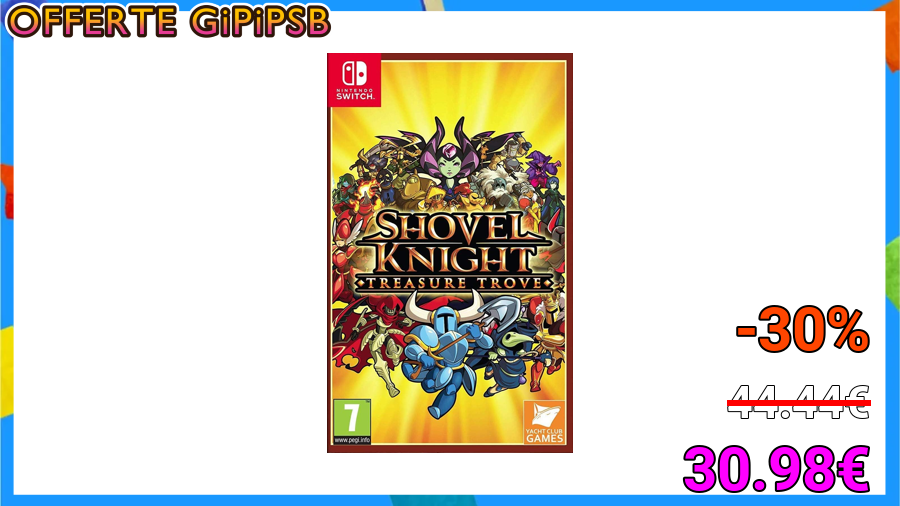 OFFERTE GiPiPSB
NINTENDO
SWITCH.
SHOVEL
KNIGHT
TREASURE TROVE
7
www.pegi.info
YACHT CLUB
GAMES
-30%
44.44€
30.98€